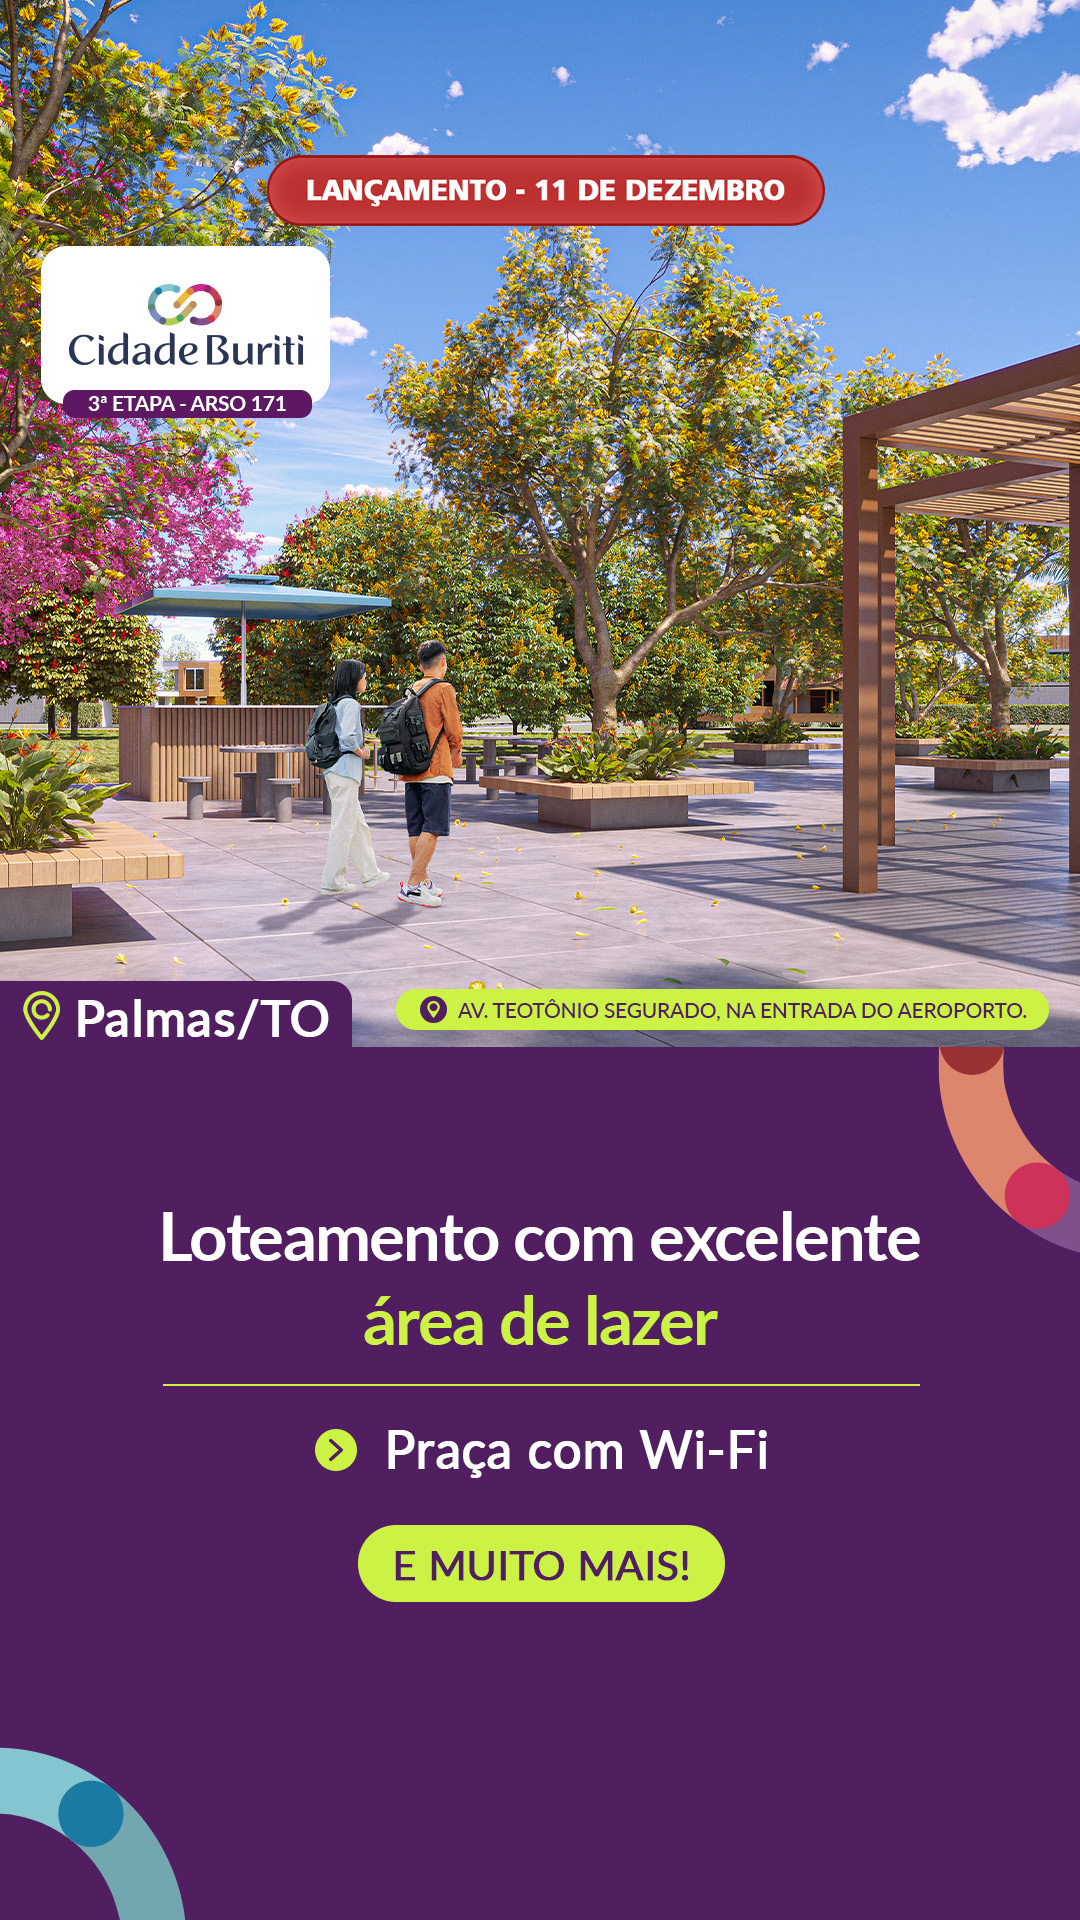 LANÇAMENTO - 11 DE DEZEMBRO
Cidade Buriti
3ª ETAPA - ARSO 171
Palmas/TO
AV. TEOTÔNIO SEGURADO, NA ENTRADA DO AEROPORTO.
Loteamento com excelente
área de lazer
Praça com Wi-Fi
E MUITO MAIS!